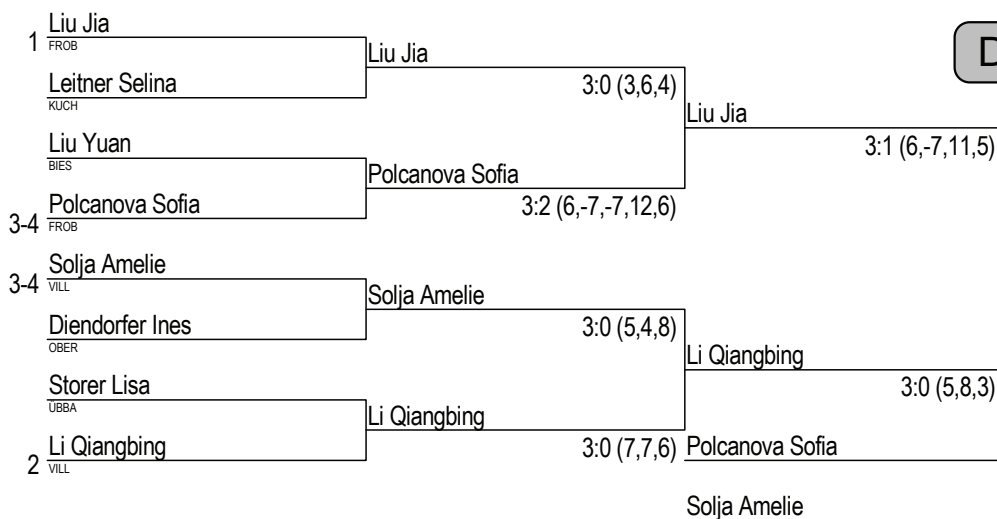 Liu Jia
1 FROB
Liu Jia
D
Leitner Selina
3:0 (3,6,4)
KUCH
Liu Jia
Liu Yuan
3:1 (6,-7,11,5)
BIES
Polcanova Sofia
Polcanova Sofia
3:2 (6,-7,-7,12,6)
3-4 FROB
Solja Amelie
3-4 VILL
Solja Amelie
Diendorfer Ines
3:0 (5,4,8)
OBER
Li Qiangbing
Storer Lisa
3:0 (5,8,3)
ÜBBA
Li Qiangbing
Li Qiangbing
3:0 (7,7,6)
Polcanova Sofia
2 VILL
Solja Amelie